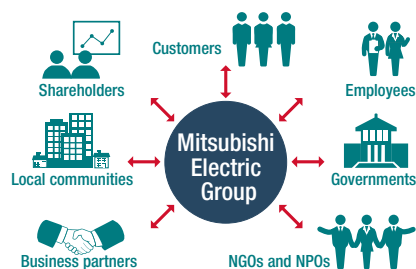 Customers
Shareholders
Employees
Mitsubishi
Electric
Group
Local communities
Governments
Business partners
NGOs and NPOs